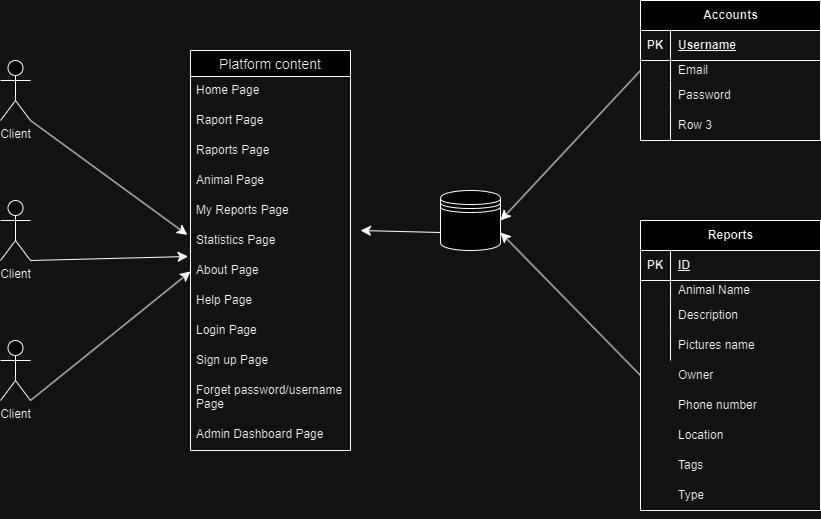 Client
Client
Client
Platform content
Home Page
Raport Page
Raports Page
Animal Page
My Reports Page
Statistics Page
About Page
Help Page
Login Page
Sign up Page
Forget password/username
Page
Admin Dashboard Page
Accounts
PK Username
Email
Password
Row 3
Reports
PK ID
Animal Name
Description
Pictures name
Owner
Phone number
Location
Tags
Type